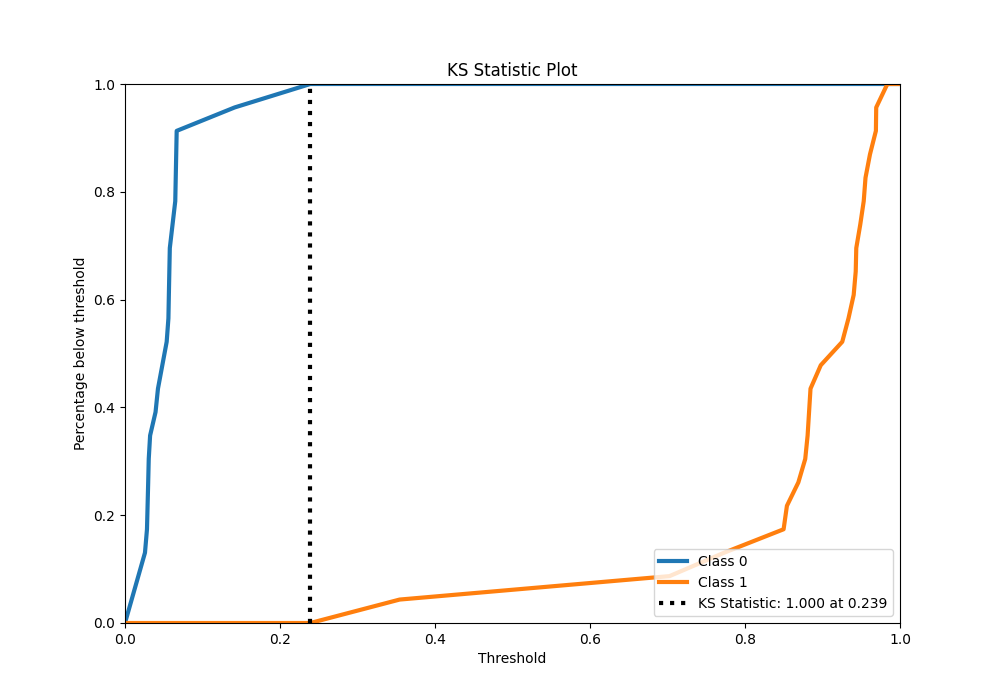 KS Statistic Plot
1.0
0.8
0.6
0.4
0.2
0.0
Percentage below threshold
0.0 0.2 0.4 0.6 0.8 1.0
Threshold
Class 0
Class 1
KS Statistic: 1.000 at 0.239